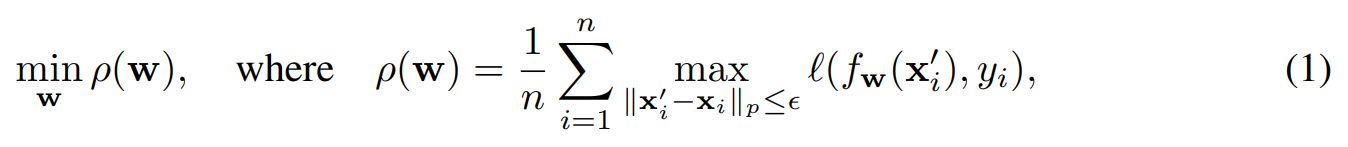 min_w ρ(w), where ρ(w) = 1/n ∑_{i=1}^{n} max_{‖x′_i−x_i‖_p≤ϵ} ℓ(f_w(x′_i), y_i), (1)